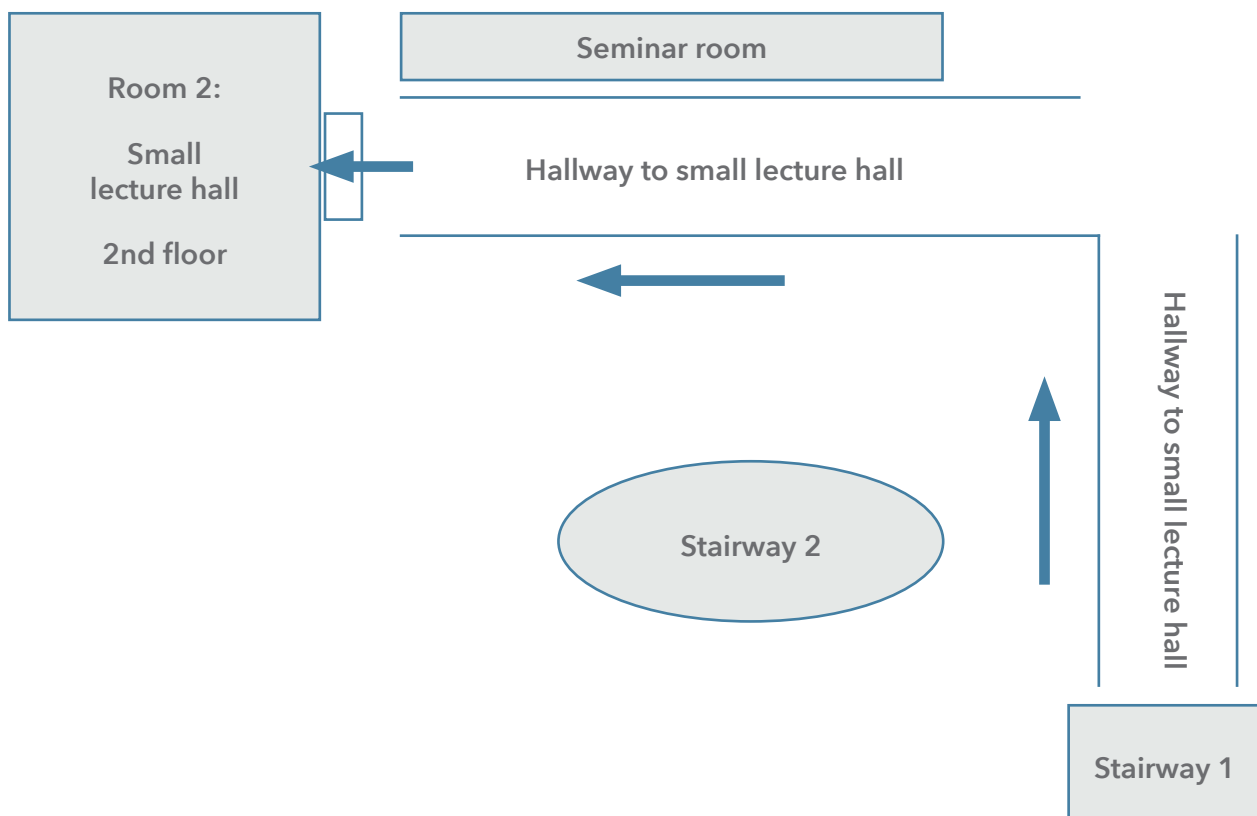 Seminar room
Room 2:
Small
lecture hall
2nd floor
Hallway to small lecture hall
Hallway to small lecture hall
Stairway 2
Stairway 1